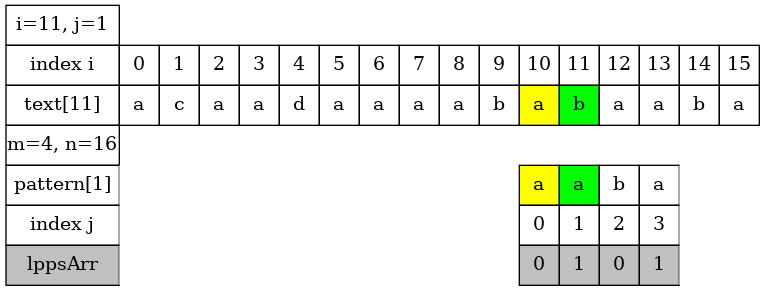 i=11, j=1
index i 0 1 2 3 4 5 6 7 8 9 10 11 12 13 14 15
text[11] a c a a d a a a a b a b a a b a
m=4, n=16
pattern[1] a a b a
index j 0 1 2 3
lppsArr 0 1 0 1